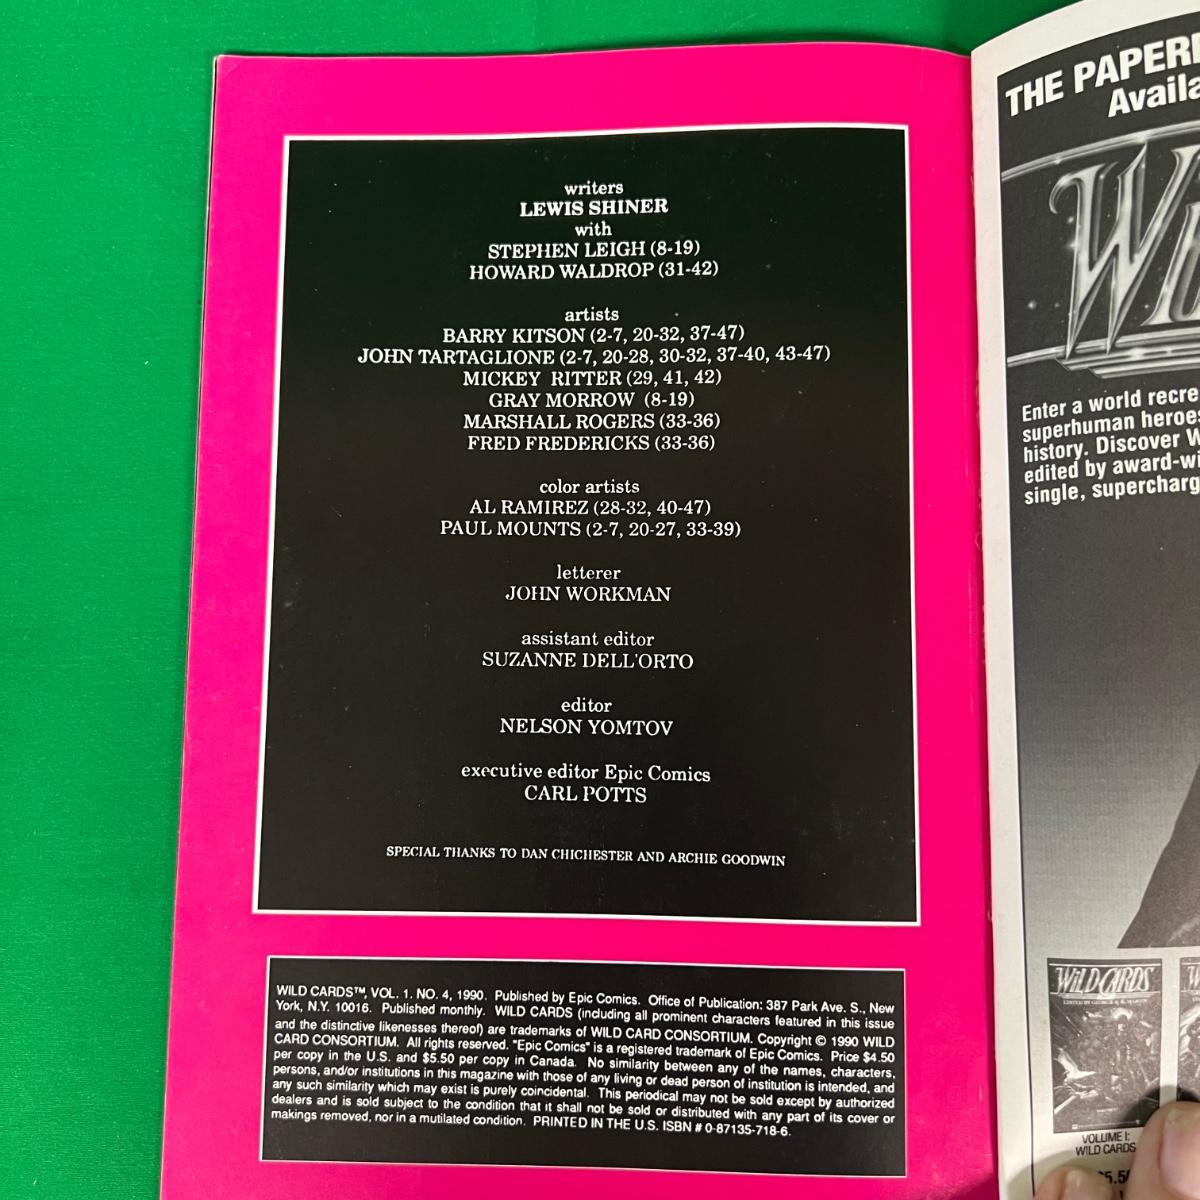 writers
LEWIS SHINER
with
STEPHEN LEIGH (8-19)
HOWARD WALDROP (31-42)
artists
BARRY KITSON (2-7, 20-32, 37-47)
JOHN TARTAGLIONE (2-7, 20-28, 30-32, 37-40, 43-47)
MICKEY RITTER (29, 41, 42)
GRAY MORROW (8-19)
MARSHALL ROGERS (33-36)
FRED FREDERICKS (33-36)
color artists
AL RAMIREZ (28-32, 40-47)
PAUL MOUNTS (2-7, 20-27, 33-39)
letterer
JOHN WORKMAN
assistant editor
SUZANNE DELL'ORTO
editor
NELSON YOMTOV
executive editor Epic Comics
CARL POTTS
SPECIAL THANKS TO DAN CHICHESTER AND ARCHIE GOODWIN
WILD CARDS™, VOL. 1. NO. 4, 1990. Published by Epic Comics. Office of Publication: 387 Park Ave. S., New
York, N.Y. 10016. Published monthly. WILD CARDS (including all prominent characters featured in this issue
and the distinctive likenesses thereof) are trademarks of WILD CARD CONSORTIUM. Copyright © 1990 WILD
CARD CONSORTIUM. All rights reserved. "Epic Comics" is a registered trademark of Epic Comics. Price $4.50
per copy in the U.S. and $5.50 per copy in Canada. No similarity between any of the names, characters,
persons, and/or institutions in this magazine with those of any living or dead person of institution is intended, and
any such similarity which may exist is purely coincidental. This periodical may not be sold except by authorized
dealers and is sold subject to the condition that it shall not be sold or distributed with any part of its cover or
makings removed, nor in a mutilated condition. PRINTED IN THE U.S. ISBN # 0-87135-718-6.
THE PAPER
Availa
Enter a world recre
superhuman heroes
history. Discover W
edited by award-wi
single, supercharg
WILD CARDS
VOLUME I:
WILD CARDS